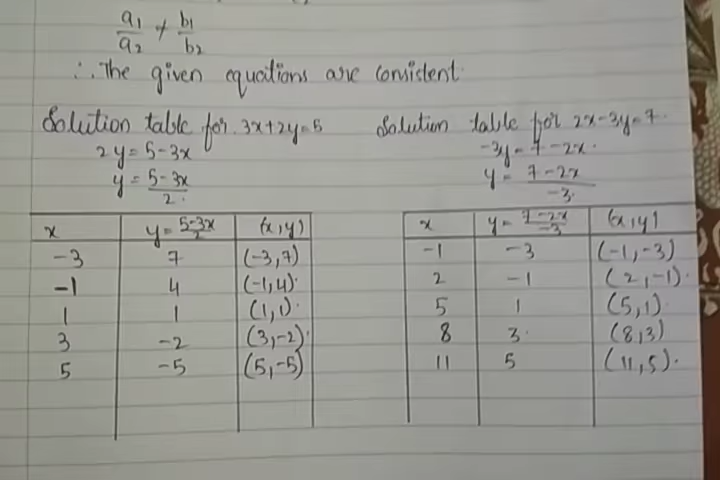 a₁/a₂ ≠ b₁/b₂
∴ The given equations are consistent.
Solution table for 3x+2y=5
2y = 5-3x
y = 5-3x/2.
x | y = 5-3x/2 | (x,y)
-3 | 7 | (-3,7)
-1 | 4 | (-1,4).
1 | 1 | (1,1).
3 | -2 | (3,-2).
5 | -5 | (5,-5)
Solution table for 2x-3y=7.
-3y = 7-2x.
y = 7-2x/-3.
x | y = 7-2x/-3 | (x,y)
-1 | -3 | (-1,-3)
2 | -1 | (2,-1).
5 | 1 | (5,1).
8 | 3. | (8,3)
11 | 5 | (11,5).